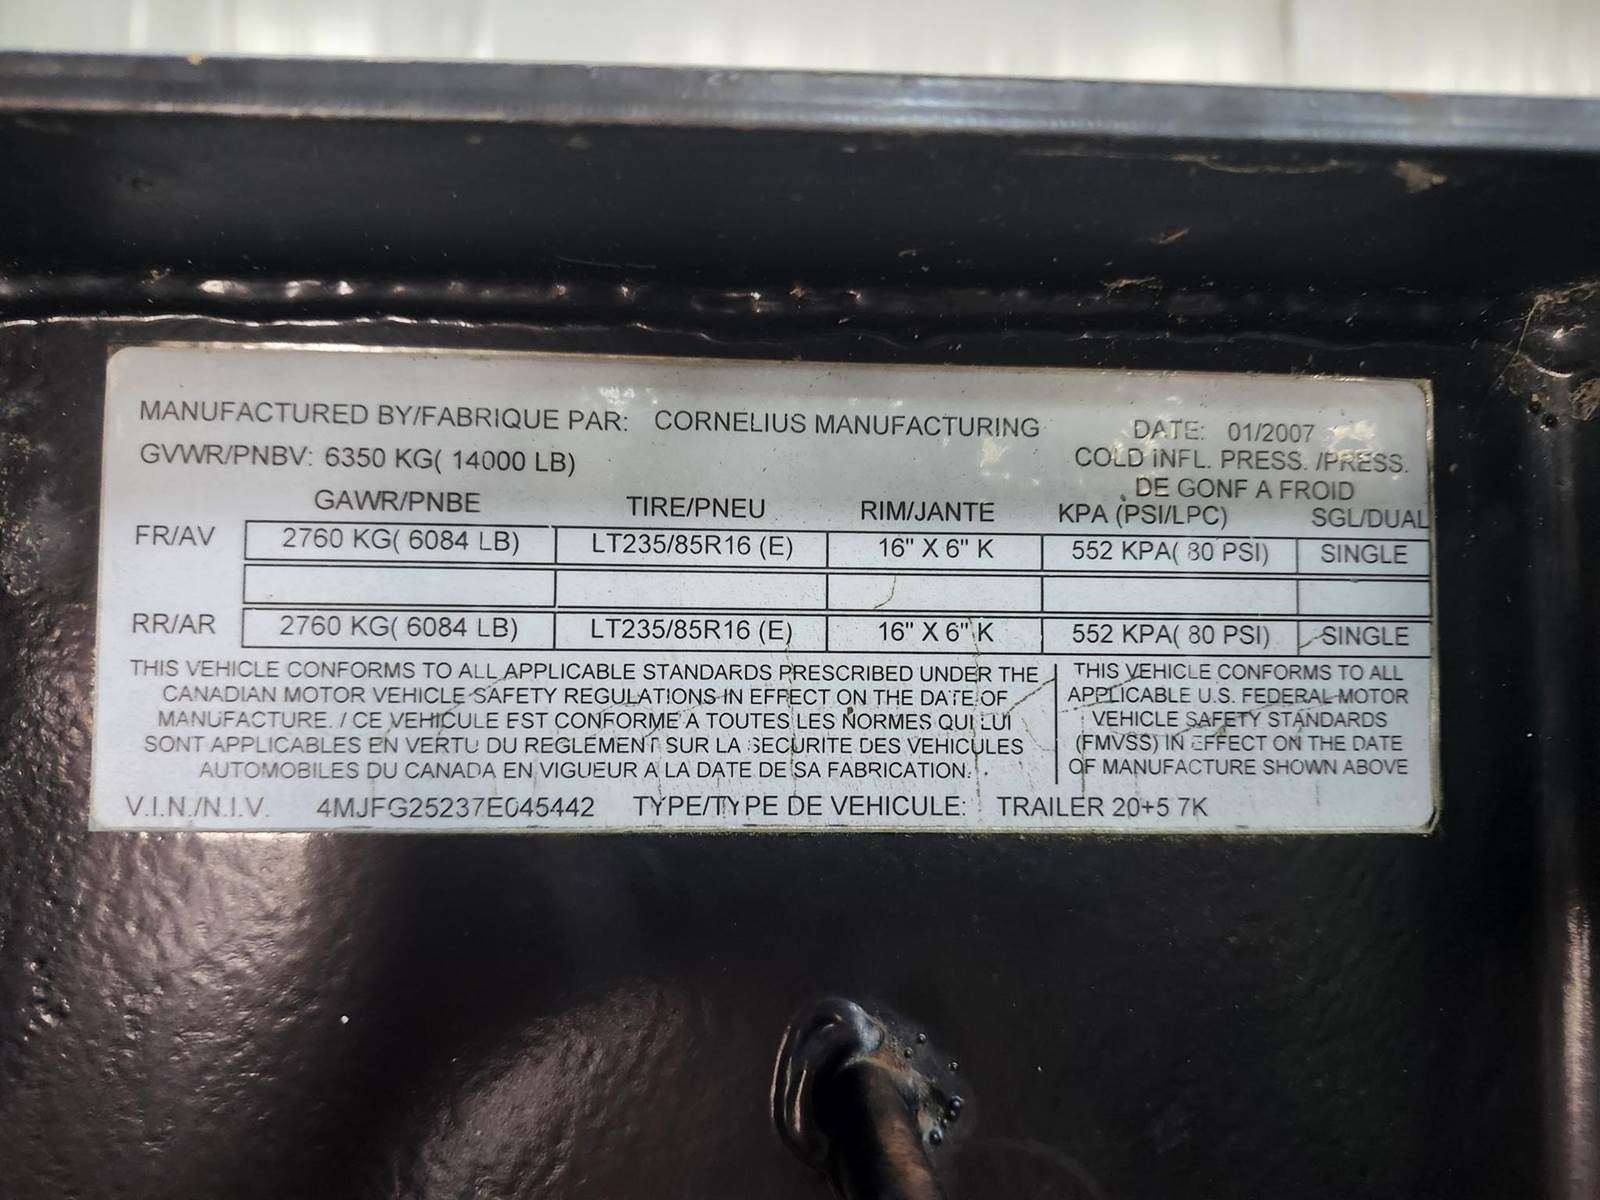 MANUFACTURED BY/FABRIQUE PAR: CORNELIUS MANUFACTURING DATE: 01/2007
GVWR/PNBV: 6350 KG( 14000 LB) COLD INFL. PRESS. /PRESS.
DE GONF A FROID
GAWR/PNBE TIRE/PNEU RIM/JANTE KPA (PSI/LPC) SGL/DUAL
FR/AV 2760 KG( 6084 LB) LT235/85R16 (E) 16" X 6" K 552 KPA( 80 PSI) SINGLE
RR/AR 2760 KG( 6084 LB) LT235/85R16 (E) 16" X 6" K 552 KPA( 80 PSI) SINGLE
THIS VEHICLE CONFORMS TO ALL APPLICABLE STANDARDS PRESCRIBED UNDER THE
CANADIAN MOTOR VEHICLE SAFETY REGULATIONS IN EFFECT ON THE DATE OF
MANUFACTURE. / CE VEHICULE EST CONFORME A TOUTES LES NORMES QUI LUI
SONT APPLICABLES EN VERTU DU REGLEMENT SUR LA SECURITE DES VEHICULES
AUTOMOBILES DU CANADA EN VIGUEUR A LA DATE DE SA FABRICATION.
THIS VEHICLE CONFORMS TO ALL
APPLICABLE U.S. FEDERAL MOTOR
VEHICLE SAFETY STANDARDS
(FMVSS) IN EFFECT ON THE DATE
OF MANUFACTURE SHOWN ABOVE
V.I.N./N.I.V. 4MJFG25237E045442 TYPE/TYPE DE VEHICULE: TRAILER 20+5 7K